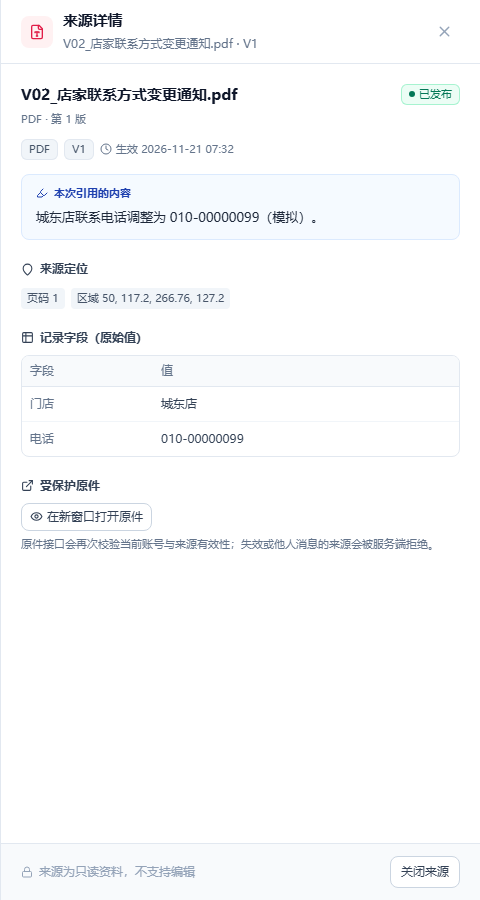 来源详情
V02_店家联系方式变更通知.pdf · V1
V02_店家联系方式变更通知.pdf
已发布
PDF · 第 1 版
PDF V1 生效 2026-11-21 07:32
本次引用的内容
城东店联系电话调整为 010-00000099（模拟）。
来源定位
页码 1 区域 50, 117.2, 266.76, 127.2
记录字段（原始值）
字段 值
门店 城东店
电话 010-00000099
受保护原件
在新窗口打开原件
原件接口会再次校验当前账号与来源有效性；失效或他人消息的来源会被服务端拒绝。
来源为只读资料，不支持编辑
关闭来源